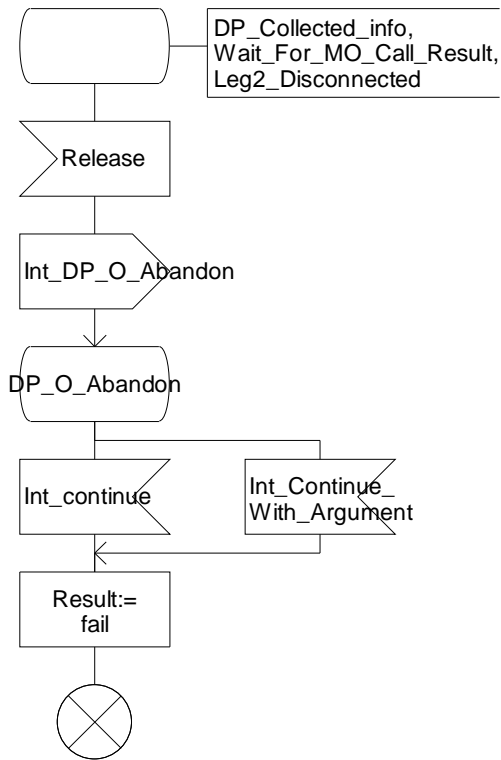 DP_Collected_info,
Wait_For_MO_Call_Result,
Leg2_Disconnected
Release
Int_DP_O_Abandon
DP_O_Abandon
Int_continue
Int_Continue_
With_Argument
Result:=
fail